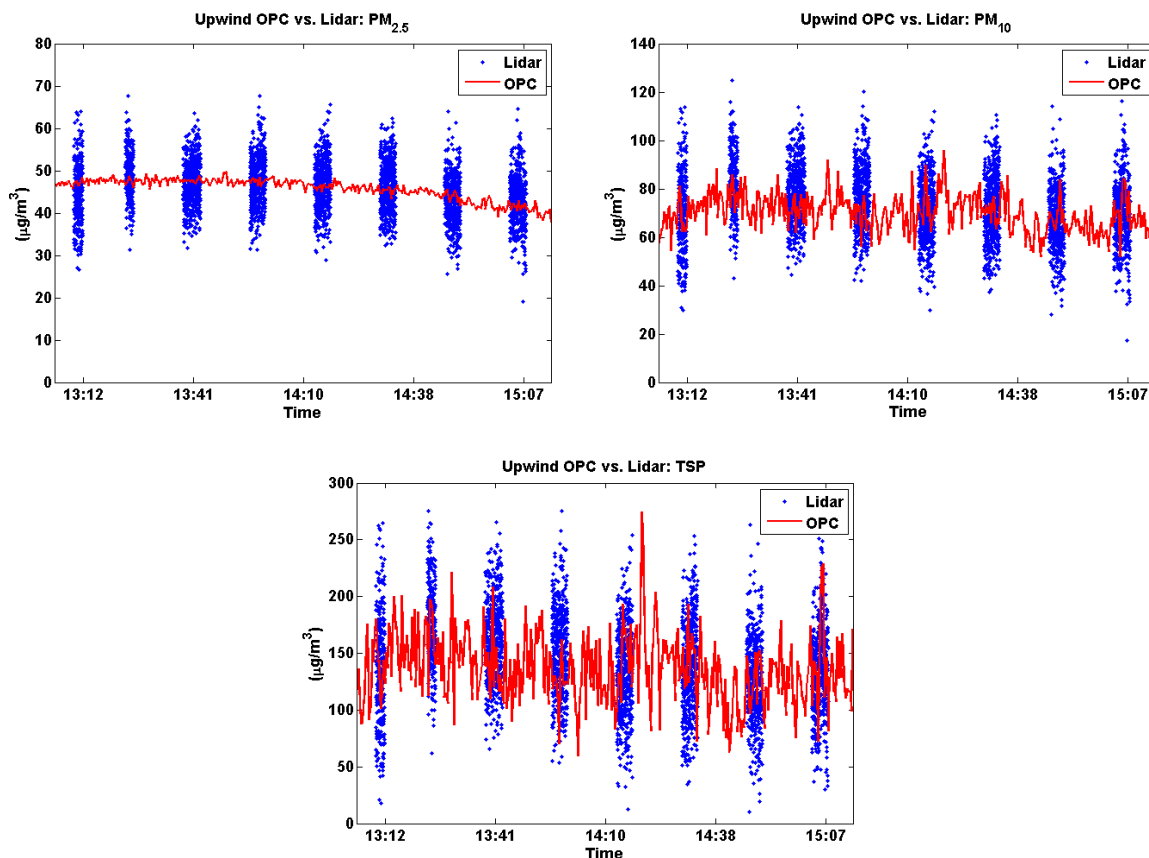 Upwind OPC vs. Lidar: PM2.5
80
70
60
50
40
30
20
10
0
(μg/m3)
Lidar
OPC
13:12 13:41 14:10 14:38 15:07
Time
Upwind OPC vs. Lidar: PM10
140
120
100
80
60
40
20
0
(μg/m3)
Lidar
OPC
13:12 13:41 14:10 14:38 15:07
Time
Upwind OPC vs. Lidar: TSP
300
250
200
150
100
50
0
(μg/m3)
Lidar
OPC
13:12 13:41 14:10 14:38 15:07
Time